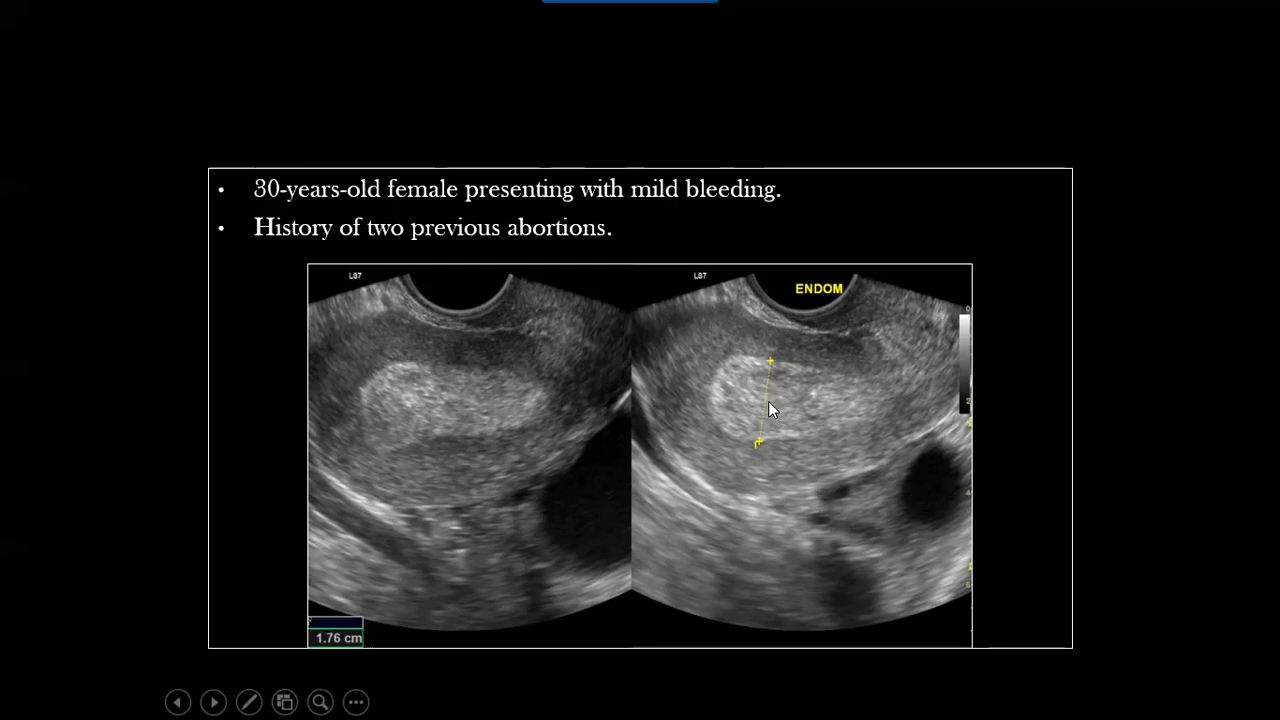 • 30-years-old female presenting with mild bleeding.
• History of two previous abortions.
L87
L87
ENDOM
0
1.76 cm